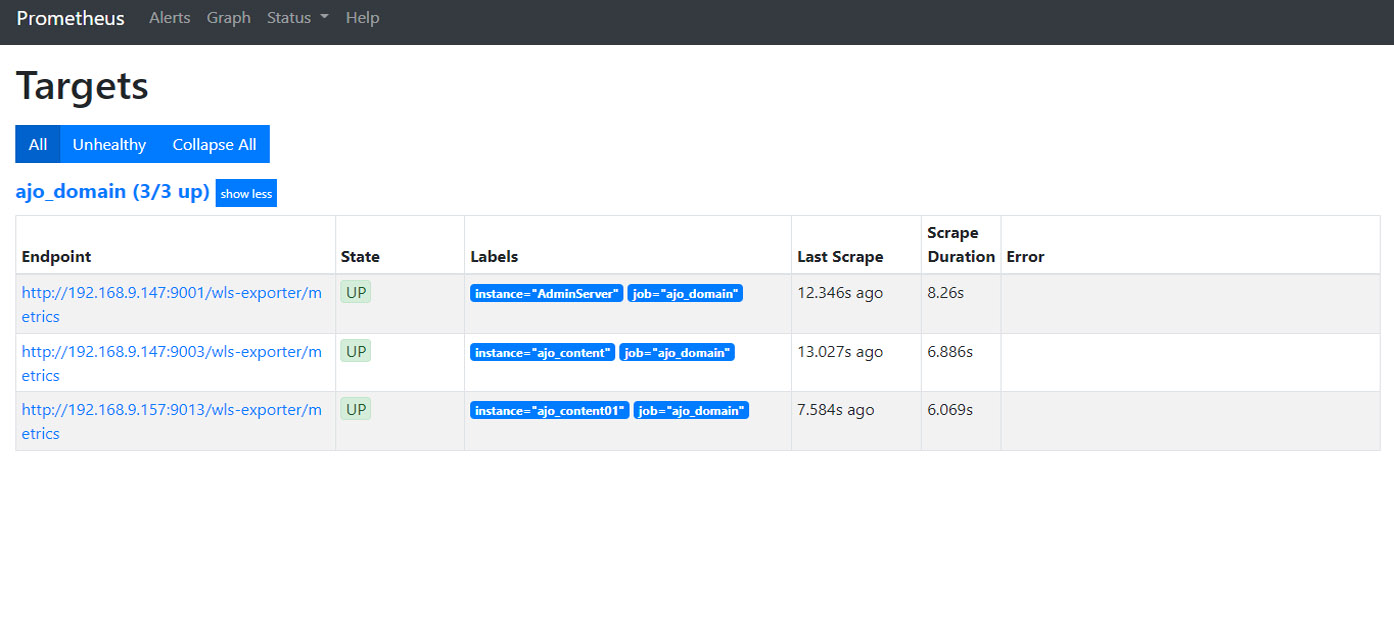 Prometheus Alerts Graph Status Help
Targets
All Unhealthy Collapse All
ajo_domain (3/3 up) show less
Endpoint State Labels Last Scrape Scrape Duration Error
http://192.168.9.147:9001/wls-exporter/m
etrics
UP instance="AdminServer" job="ajo_domain" 12.346s ago 8.26s
http://192.168.9.147:9003/wls-exporter/m
etrics
UP instance="ajo_content" job="ajo_domain" 13.027s ago 6.886s
http://192.168.9.157:9013/wls-exporter/m
etrics
UP instance="ajo_content01" job="ajo_domain" 7.584s ago 6.069s